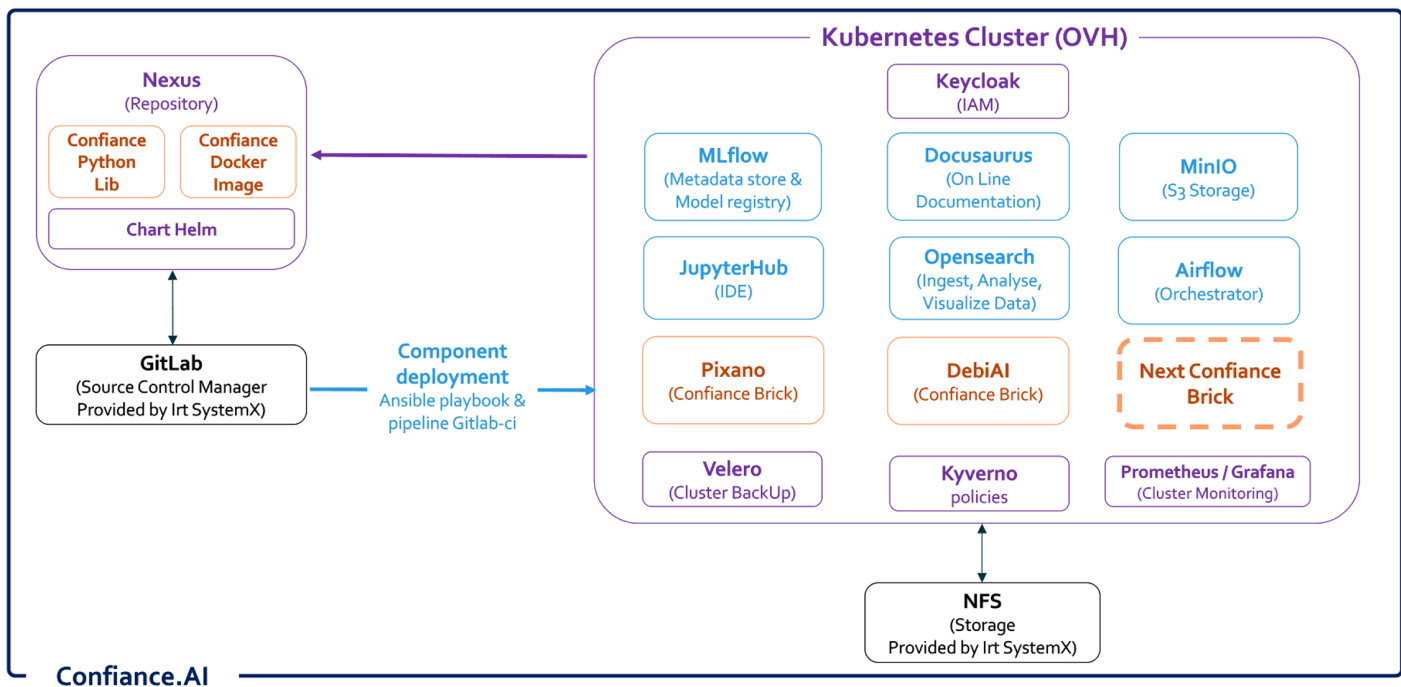 Kubernetes Cluster (OVH)
Nexus
(Repository)
Confiance
Python
Lib
Confiance
Docker
Image
Chart Helm
Keycloak
(IAM)
MLflow
(Metadata store &
Model registry)
Docusaurus
(On Line
Documentation)
MinIO
(S3 Storage)
JupyterHub
(IDE)
Opensearch
(Ingest, Analyse,
Visualize Data)
Airflow
(Orchestrator)
GitLab
(Source Control Manager
Provided by Irt SystemX)
Component
deployment
Ansible playbook &
pipeline Gitlab-ci
Pixano
(Confiance Brick)
DebiAI
(Confiance Brick)
Next Confiance
Brick
Velero
(Cluster BackUp)
Kyverno
policies
Prometheus / Grafana
(Cluster Monitoring)
NFS
(Storage
Provided by Irt SystemX)
Confiance.AI